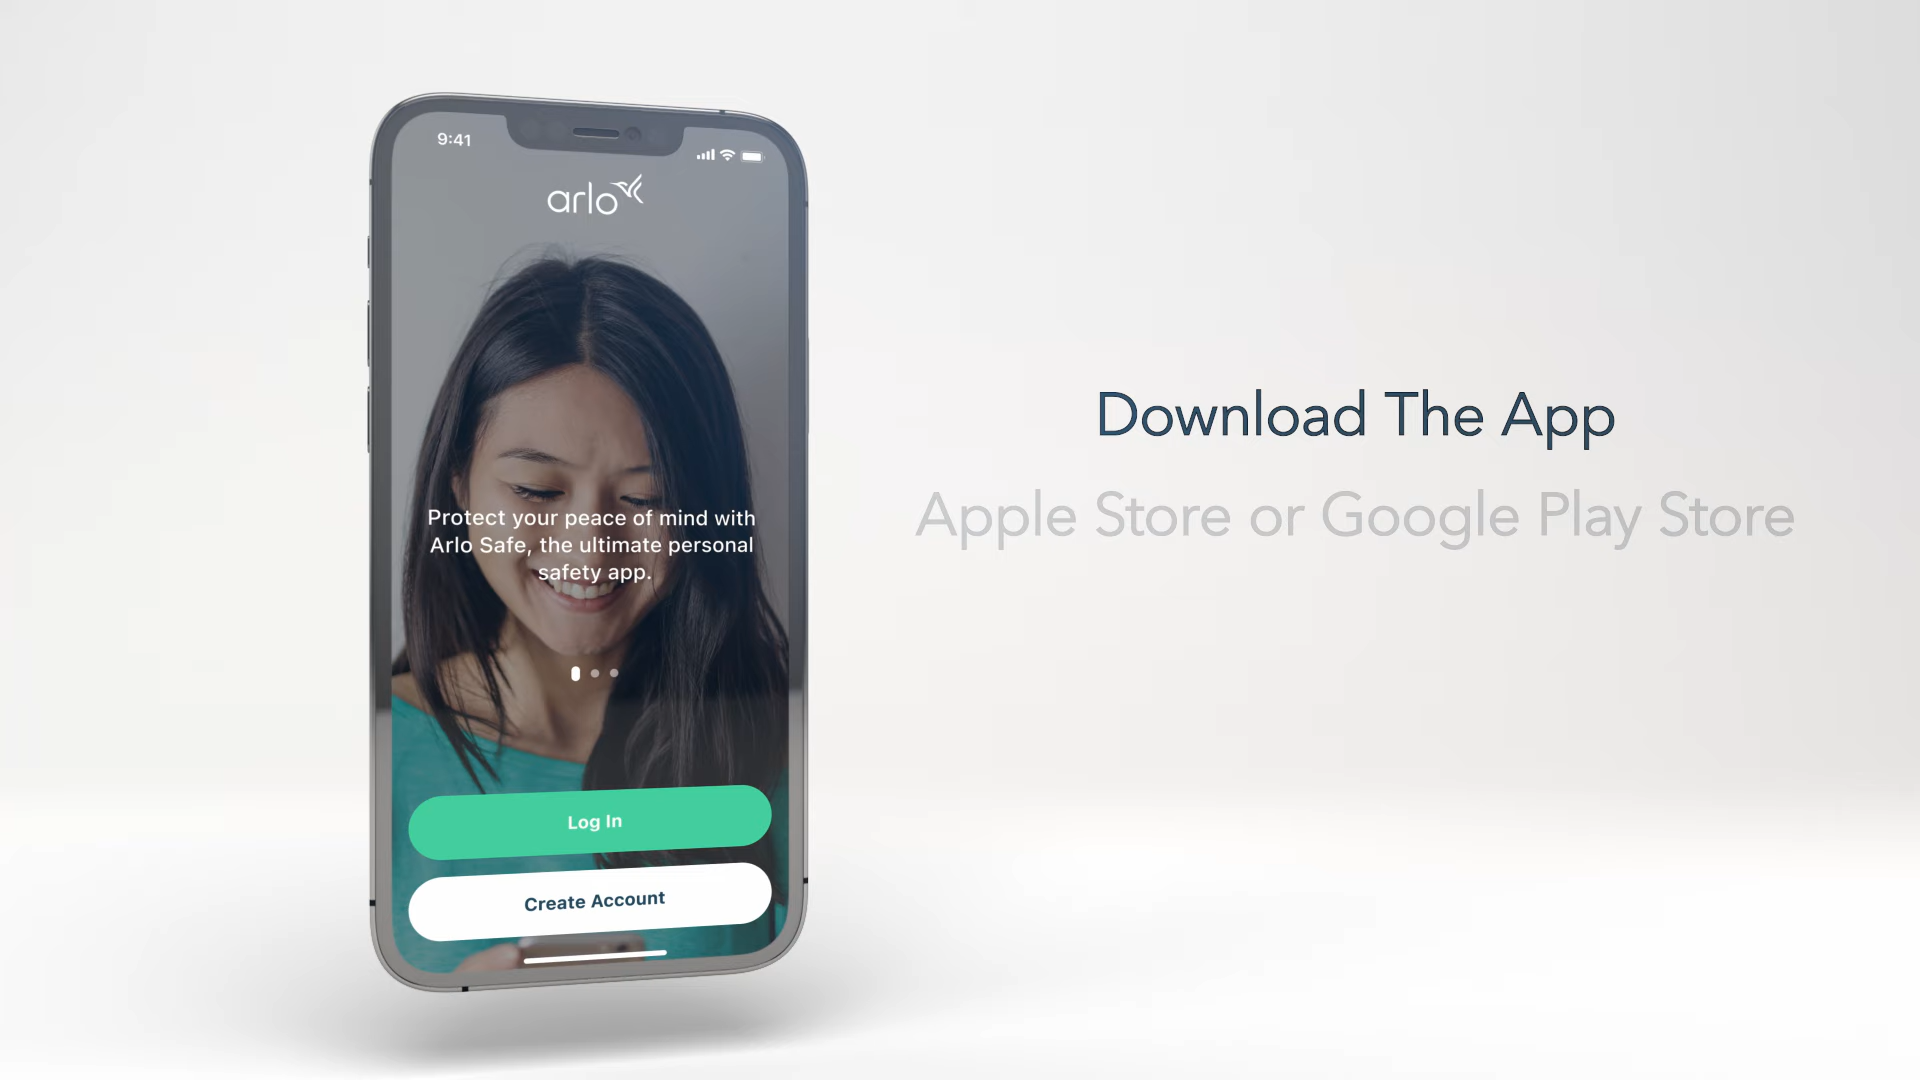 9:41
arlo
Protect your peace of mind with
Arlo Safe, the ultimate personal
safety app.
Log In
Create Account
Download The App
Apple Store or Google Play Store